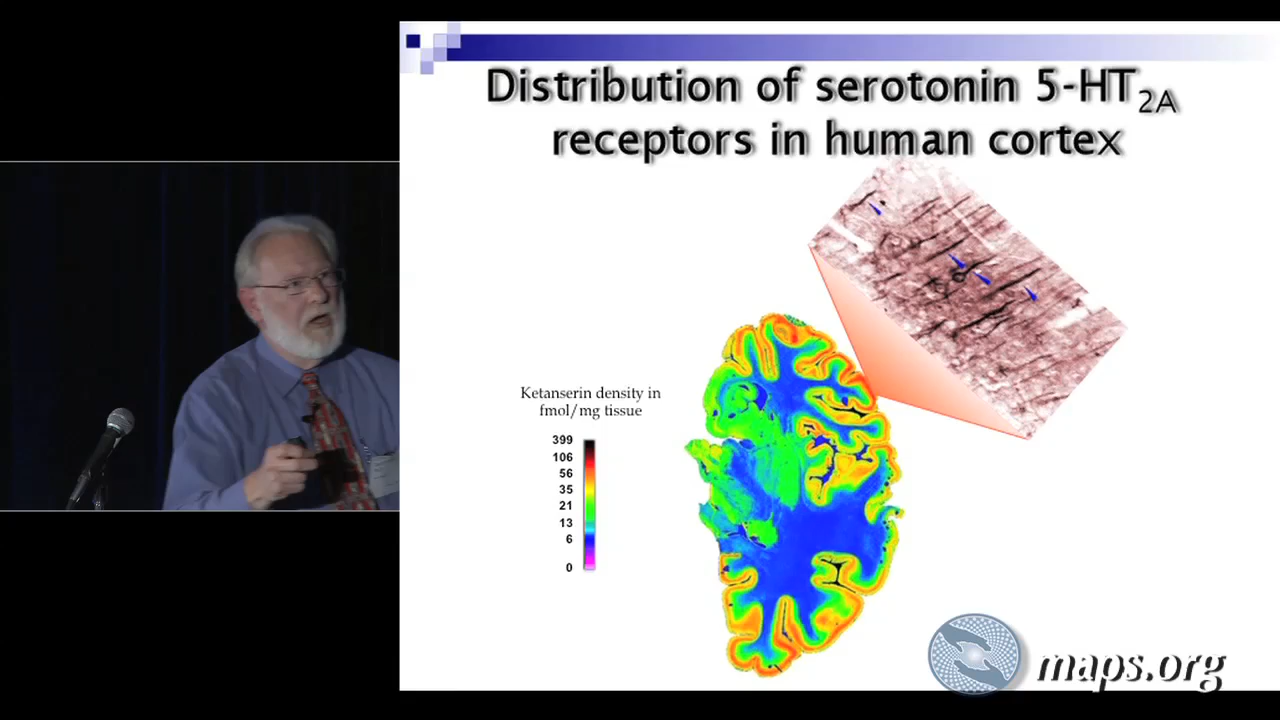 Distribution of serotonin 5-HT2A
receptors in human cortex
Ketanserin density in
fmol/mg tissue
399
106
56
35
21
13
6
0
maps.org